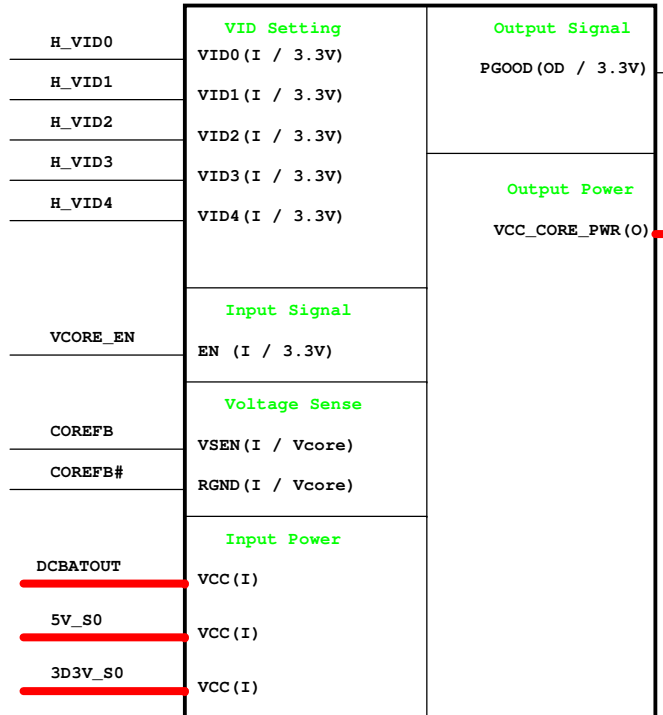 VID Setting
H_VID0
VID0(I / 3.3V)
H_VID1
VID1(I / 3.3V)
H_VID2
VID2(I / 3.3V)
H_VID3
VID3(I / 3.3V)
H_VID4
VID4(I / 3.3V)
Input Signal
VCORE_EN
EN (I / 3.3V)
Voltage Sense
COREFB
VSEN(I / Vcore)
COREFB#
RGND(I / Vcore)
Input Power
DCBATOUT
VCC(I)
5V_S0
VCC(I)
3D3V_S0
VCC(I)
Output Signal
PGOOD(OD / 3.3V)
Output Power
VCC_CORE_PWR(O)